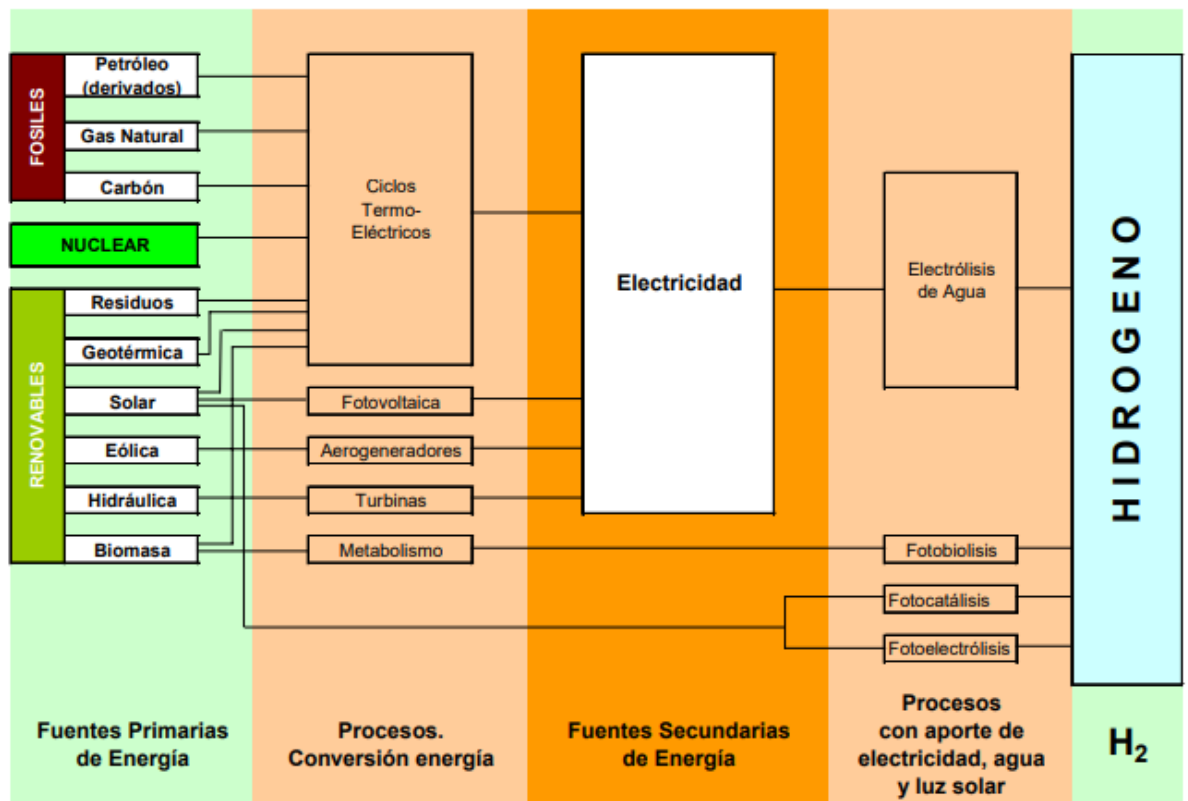 FOSILES
Petróleo
(derivados)
Gas Natural
Carbón
NUCLEAR
RENOVABLES
Residuos
Geotérmica
Solar
Eólica
Hidráulica
Biomasa
Ciclos
Termo-
Eléctricos
Fotovoltaica
Aerogeneradores
Turbinas
Metabolismo
Electricidad
Electrólisis
de Agua
Fotobiolisis
Fotocatálisis
Fotoelectrólisis
HIDROGENO
Fuentes Primarias
de Energía
Procesos.
Conversión energía
Fuentes Secundarias
de Energía
Procesos
con aporte de
electricidad, agua
y luz solar
H₂